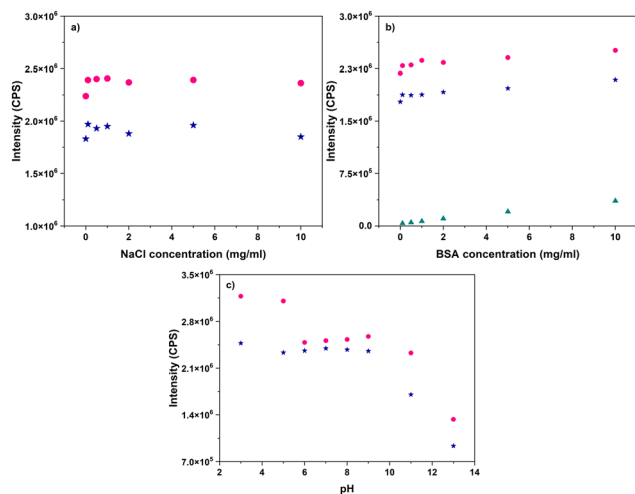 a)
3.0×10⁶
2.5×10⁶
2.0×10⁶
1.5×10⁶
1.0×10⁶
Intensity (CPS)
0 2 4 6 8 10
NaCl concentration (mg/ml)
b)
3.0×10⁶
2.3×10⁶
1.5×10⁶
7.5×10⁵
0.0
Intensity (CPS)
0 2 4 6 8 10
BSA concentration (mg/ml)
c)
3.5×10⁶
2.8×10⁶
2.1×10⁶
1.4×10⁶
7.0×10⁵
Intensity (CPS)
2 4 6 8 10 12 14
pH